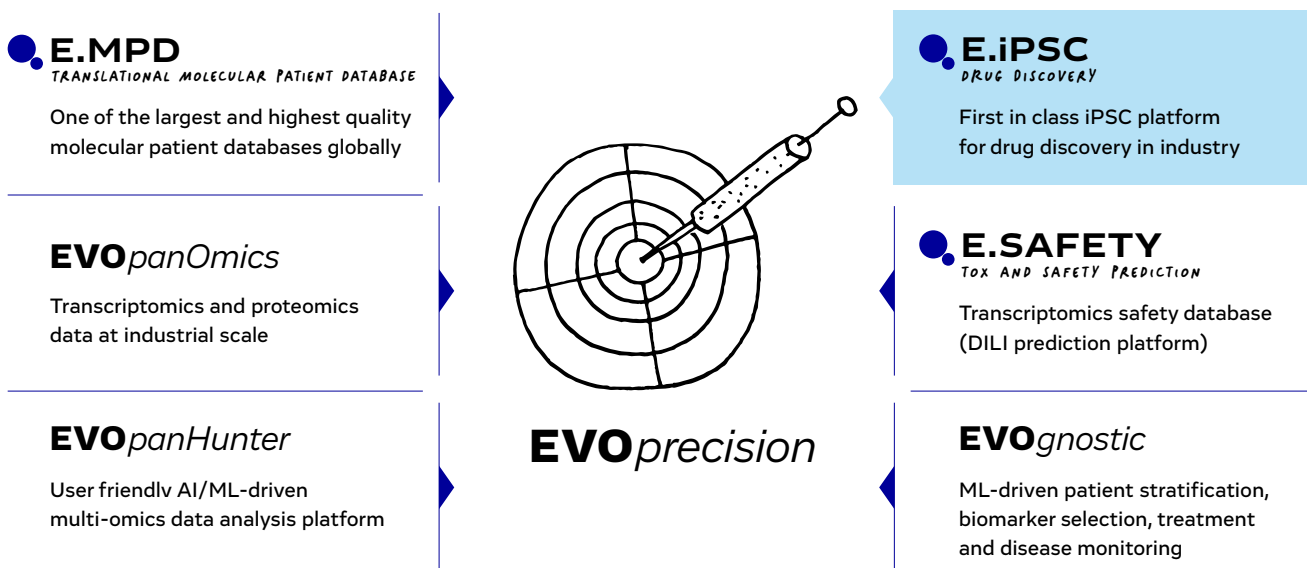 E.MPD
TRANSLATIONAL MOLECULAR PATIENT DATABASE
One of the largest and highest quality
molecular patient databases globally
EVOpanOmics
Transcriptomics and proteomics
data at industrial scale
EVOpanHunter
User friendly AI/ML-driven
multi-omics data analysis platform
EVOprecision
E.iPSC
DRUG DISCOVERY
First in class iPSC platform
for drug discovery in industry
E.SAFETY
TOX AND SAFETY PREDICTION
Transcriptomics safety database
(DILI prediction platform)
EVOgnostic
ML-driven patient stratification,
biomarker selection, treatment
and disease monitoring